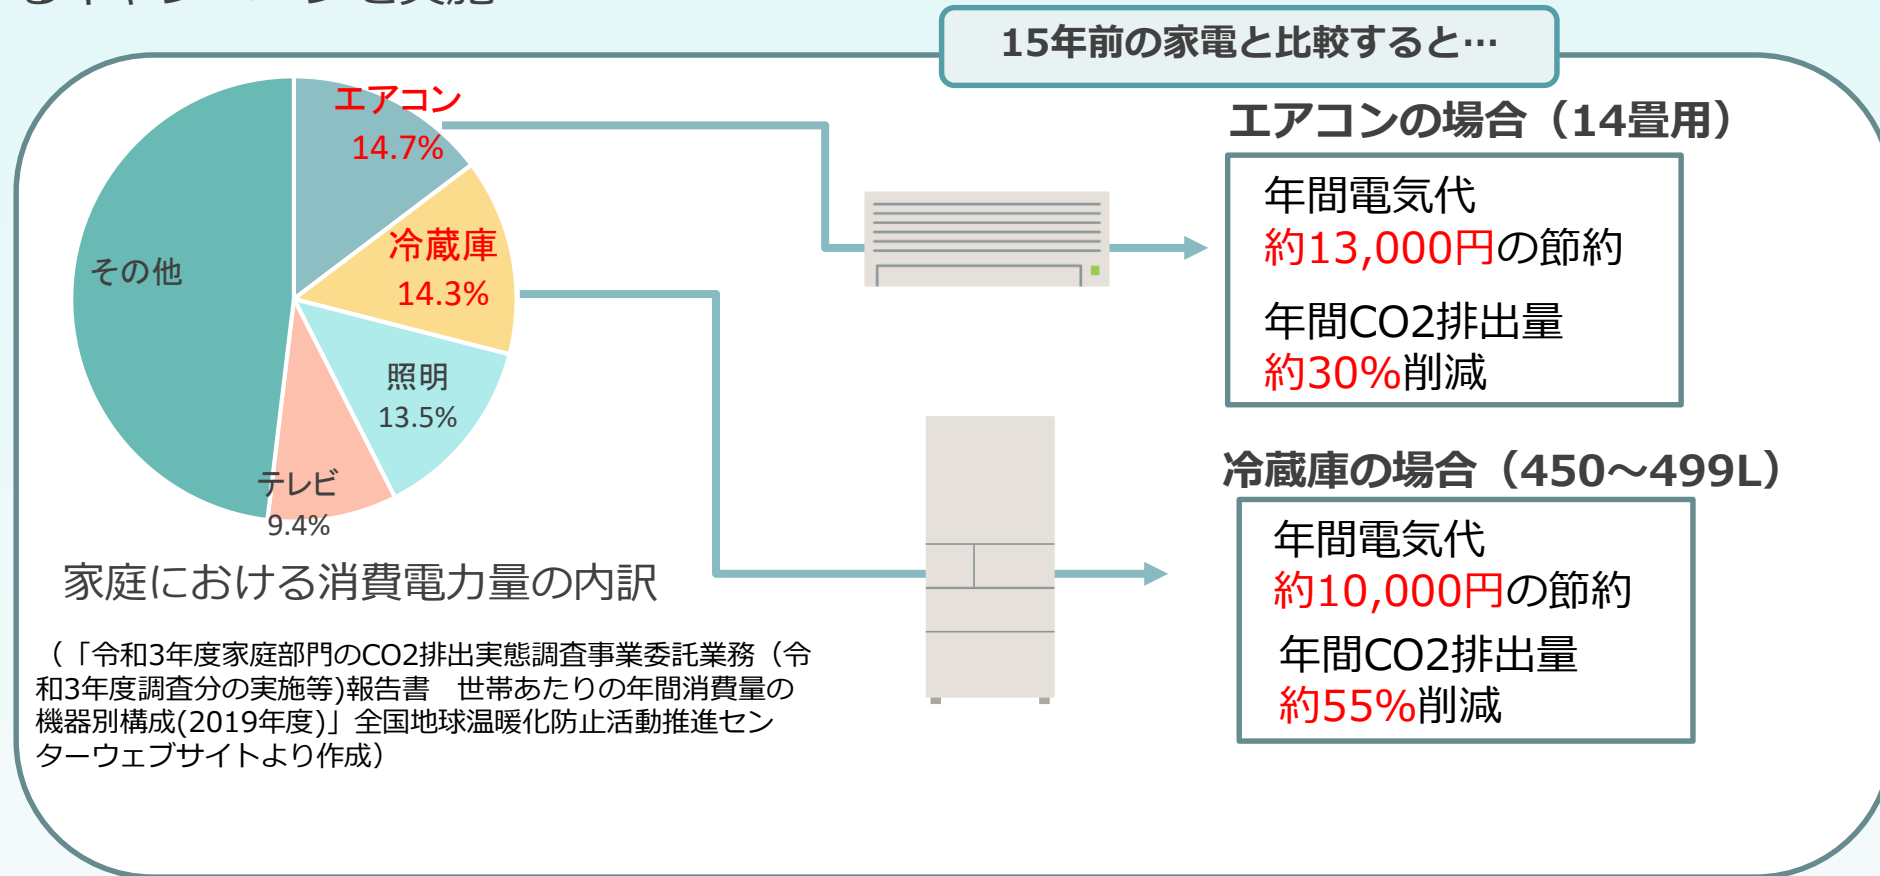 るキャンペーンを実施
15年前の家電と比較すると…
エアコン
14.7%
冷蔵庫
14.3%
照明
13.5%
テレビ
9.4%
その他
家庭における消費電力量の内訳
（「令和3年度家庭部門のCO2排出実態調査事業委託業務（令
和3年度調査分の実施等)報告書　世帯あたりの年間消費量の
機器別構成(2019年度)」全国地球温暖化防止活動推進セン
ターウェブサイトより作成）
エアコンの場合（14畳用）
年間電気代
約13,000円の節約
年間CO2排出量
約30%削減
冷蔵庫の場合（450～499L）
年間電気代
約10,000円の節約
年間CO2排出量
約55%削減